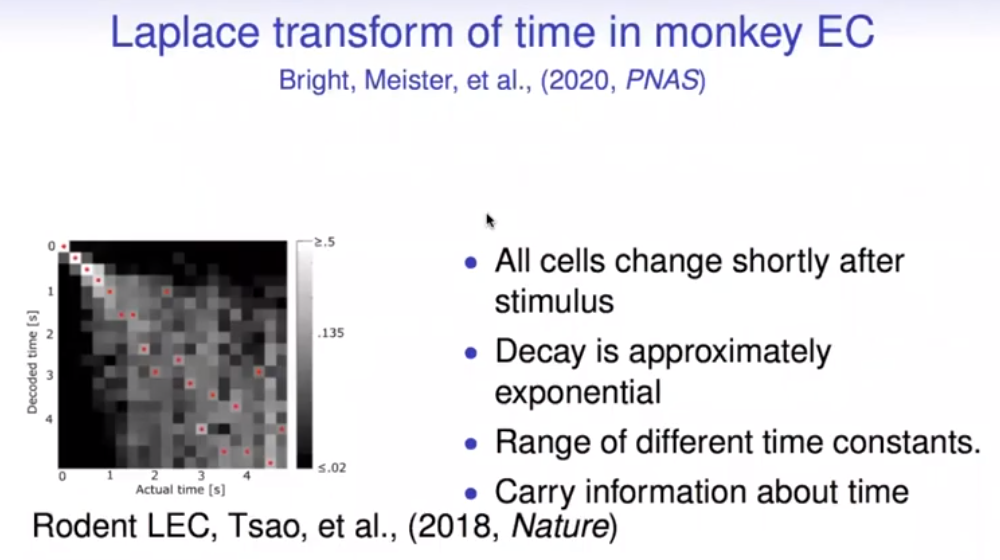 Laplace transform of time in monkey EC
Bright, Meister, et al., (2020, PNAS)
0
1
2
3
4
Decoded time [s]
0 1 2 3 4
Actual time [s]
≥.5
.135
≤.02
• All cells change shortly after
stimulus
• Decay is approximately
exponential
• Range of different time constants.
• Carry information about time
Rodent LEC, Tsao, et al., (2018, Nature)